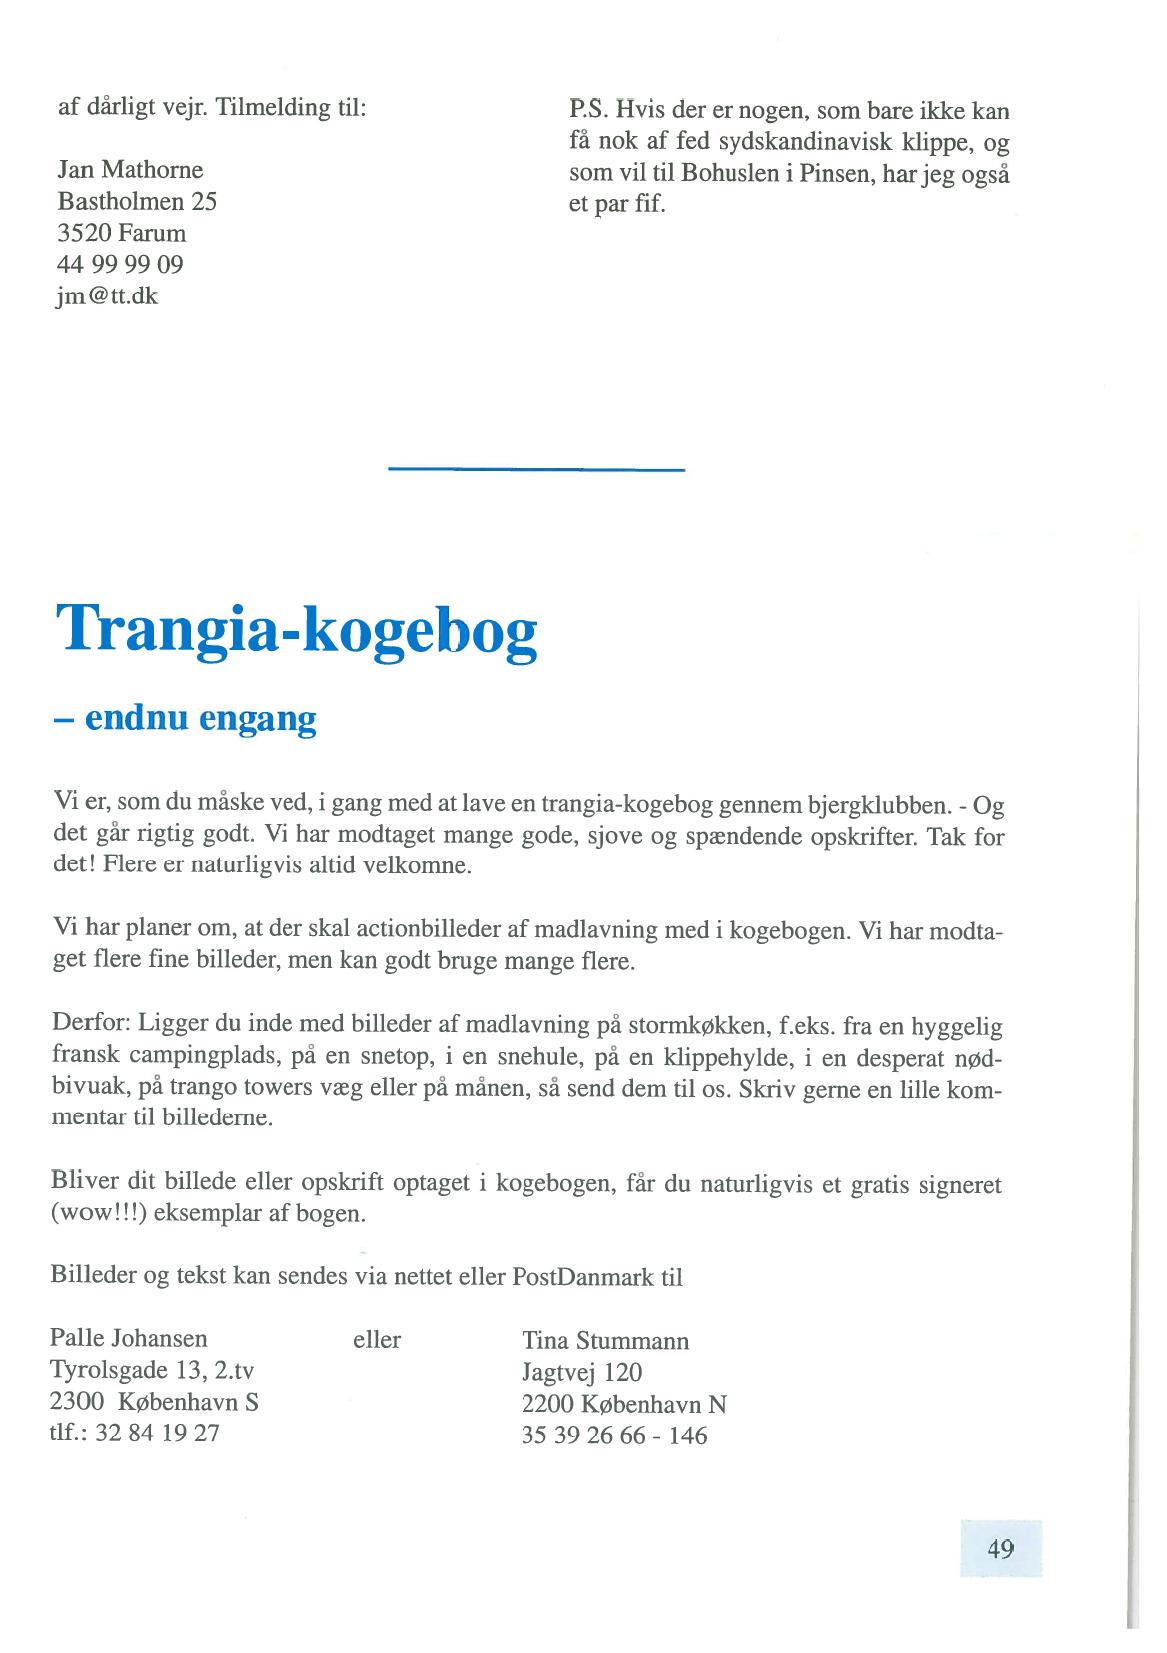 af dårligt vejr. Tilmelding til:
Jan Mathorne
Bastholmen 25
3520 Farum
44 99 99 09
jm@tt.dk
P.S. Hvis der er nogen, som bare ikke kan
få nok af fed sydskandinavisk klippe, og
som vil til Bohuslen i Pinsen, har jeg også
et par fif.
Trangia-kogebog
– endnu engang
Vi er, som du måske ved, i gang med at lave en trangia-kogebog gennem bjergklubben. - Og
det går rigtig godt. Vi har modtaget mange gode, sjove og spændende opskrifter. Tak for
det! Flere er naturligvis altid velkomne.
Vi har planer om, at der skal actionbilleder af madlavning med i kogebogen. Vi har modta-
get flere fine billeder, men kan godt bruge mange flere.
Derfor: Ligger du inde med billeder af madlavning på stormkøkken, f.eks. fra en hyggelig
fransk campingplads, på en snetop, i en snehule, på en klippehylde, i en desperat nød-
bivuak, på trango towers væg eller på månen, så send dem til os. Skriv gerne en lille kom-
mentar til billederne.
Bliver dit billede eller opskrift optaget i kogebogen, får du naturligvis et gratis signeret
(wow!!!) eksemplar af bogen.
Billeder og tekst kan sendes via nettet eller PostDanmark til
Palle Johansen
Tyrolsgade 13, 2.tv
2300 København S
tlf.: 32 84 19 27
eller
Tina Stummann
Jagtvej 120
2200 København N
35 39 26 66 - 146
49